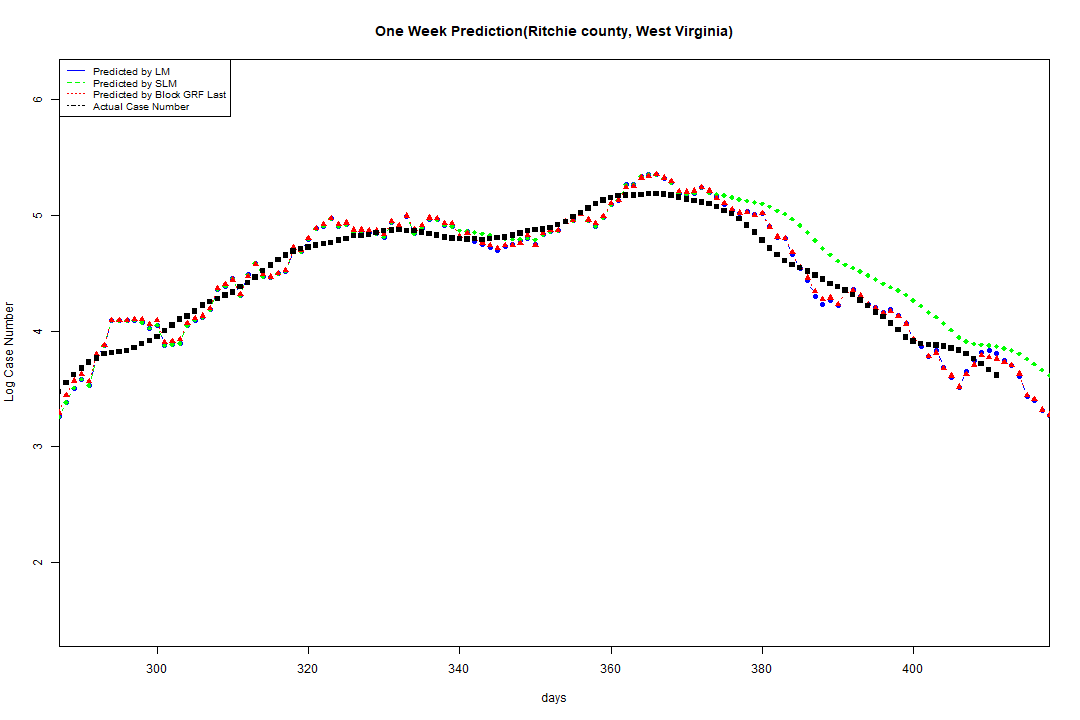 One Week Prediction(Ritchie county, West Virginia)
Predicted by LM
Predicted by SLM
Predicted by Block GRF Last
Actual Case Number
6
5
4
3
2
Log Case Number
300
320
340
360
380
400
days